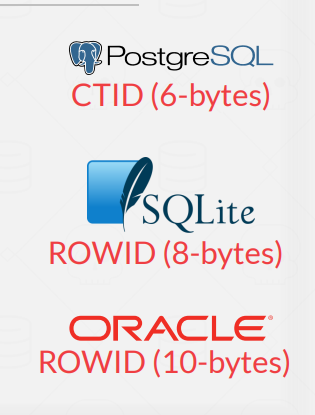 PostgreSQL
CTID (6-bytes)
SQLite
ROWID (8-bytes)
ORACLE®
ROWID (10-bytes)